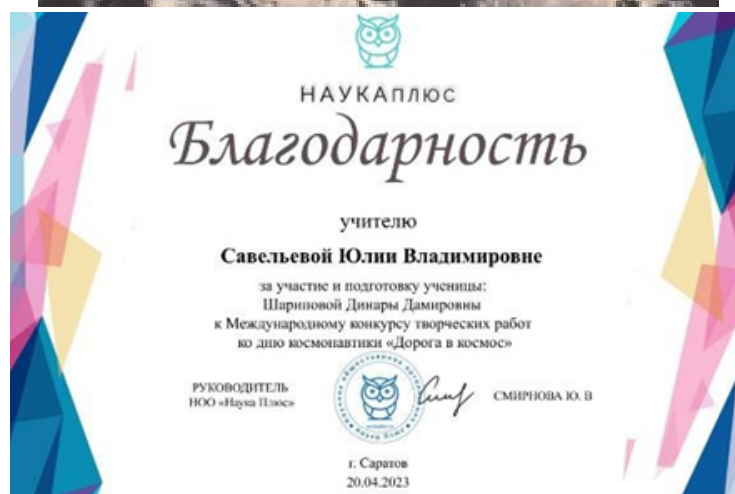 НАУКАПЛЮС
Благодарность
учителю
Савельевой Юлии Владимировне
за участие и подготовку ученицы:
Шариповой Динары Дамировны
к Международному конкурсу творческих работ
ко дню космонавтики «Дорога в космос»
РУКОВОДИТЕЛЬ
НОО «Наука Плюс»
СМИРНОВА Ю. В
г. Саратов
20.04.2023